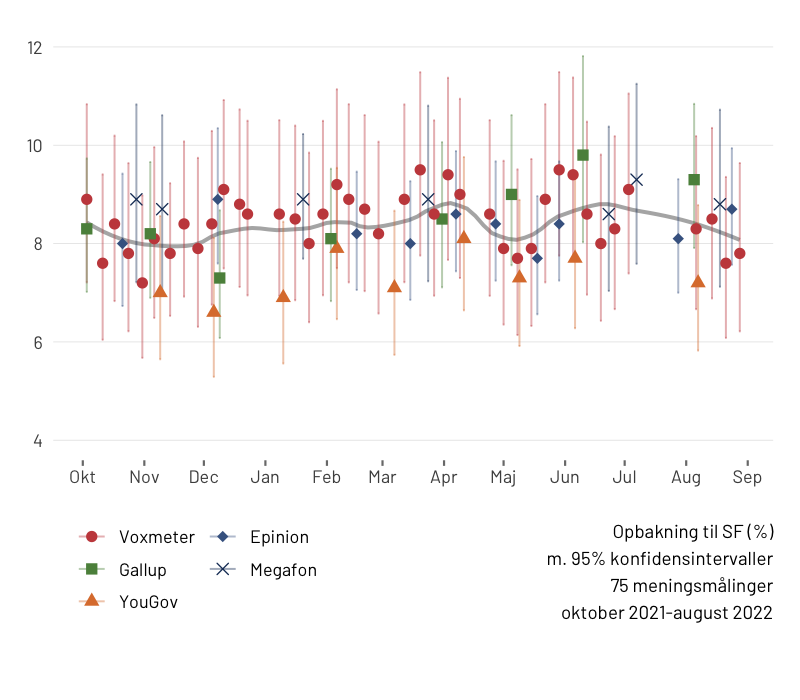 12
10
8
6
4
Okt Nov Dec Jan Feb Mar Apr Maj Jun Jul Aug Sep
Voxmeter Epinion
Gallup Megafon
YouGov
Opbakning til SF (%)
m. 95% konfidensintervaller
75 meningsmålinger
oktober 2021-august 2022